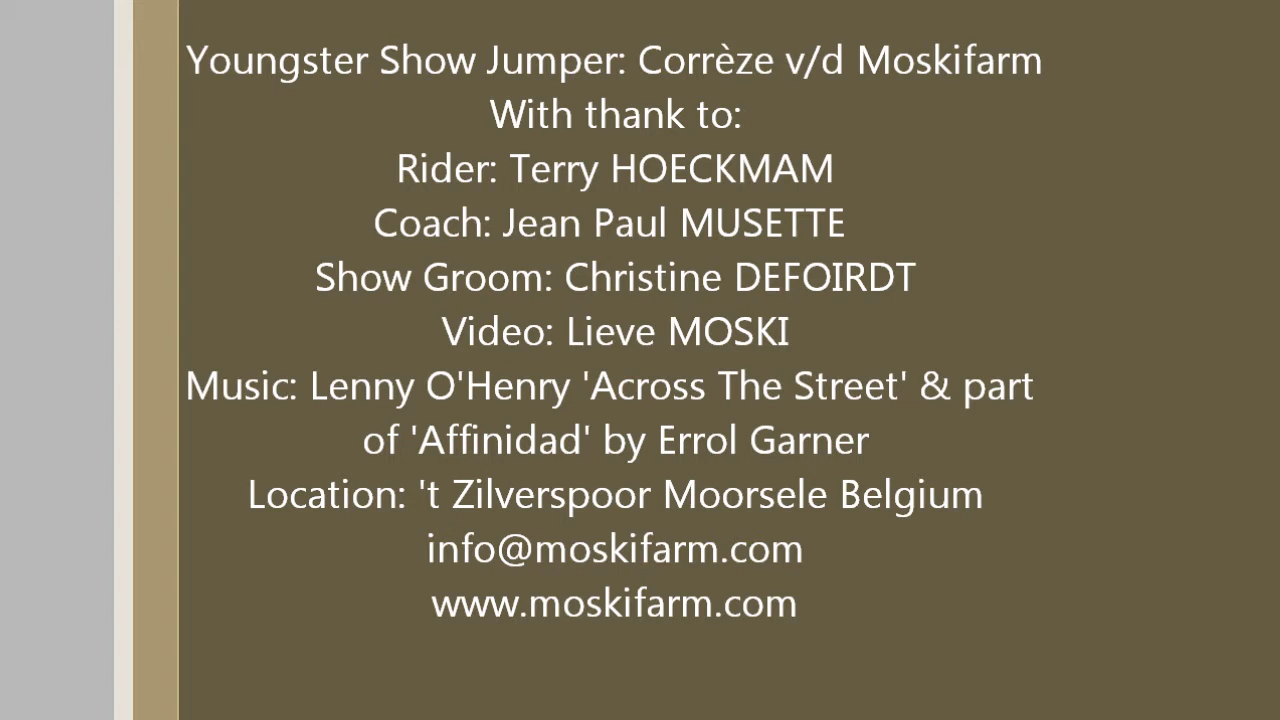 Youngster Show Jumper: Corrèze v/d Moskifarm
With thank to:
Rider: Terry HOECKMAM
Coach: Jean Paul MUSETTE
Show Groom: Christine DEFOIRDT
Video: Lieve MOSKI
Music: Lenny O'Henry 'Across The Street' & part
of 'Affinidad' by Errol Garner
Location: 't Zilverspoor Moorsele Belgium
info@moskifarm.com
www.moskifarm.com